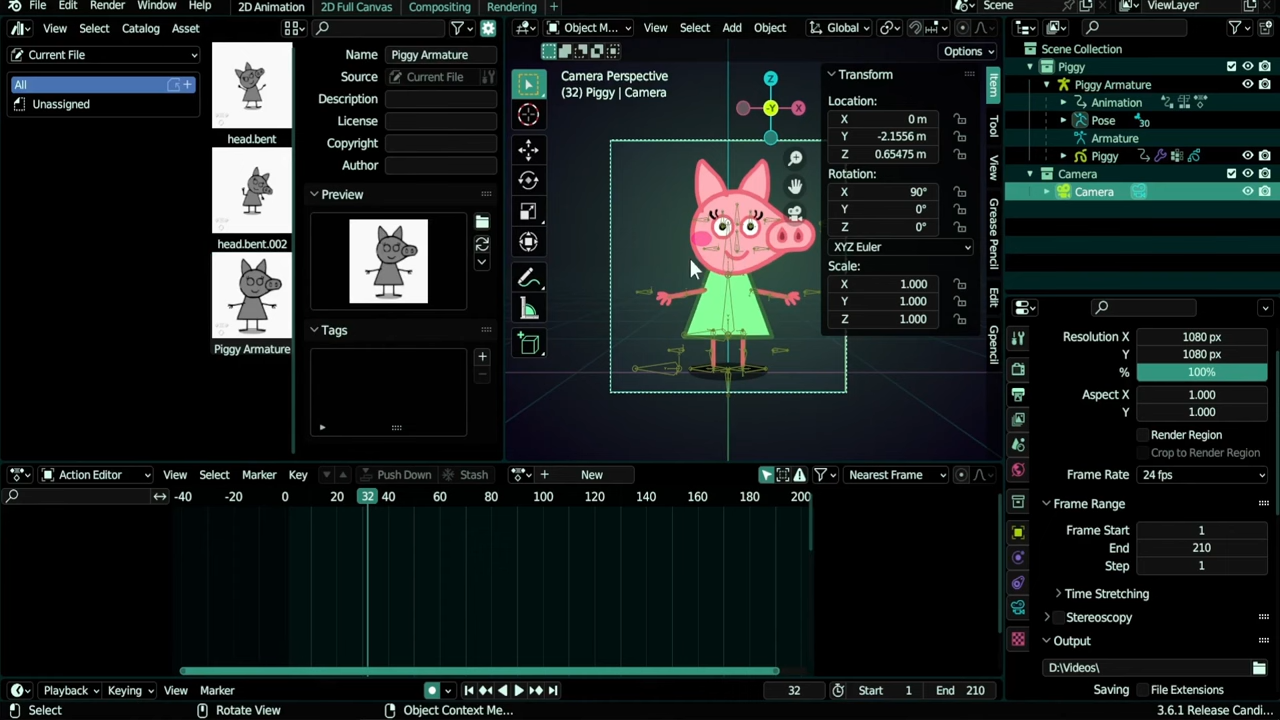 File Edit Render Window Help 2D Animation 2D Full Canvas Compositing Rendering + Scene ViewLayer
View Select Catalog Asset
Object M... View Select Add Object Global
Options
Current File
All
Unassigned
head.bent
head.bent.002
Piggy Armature
Name Piggy Armature
Source Current File
Description
License
Copyright
Author
Preview
Tags
Camera Perspective
(32) Piggy | Camera
Z
-Y X
Transform
Location:
X 0 m
Y -2.1556 m
Z 0.65475 m
Rotation:
X 90°
Y 0°
Z 0°
XYZ Euler
Scale:
X 1.000
Y 1.000
Z 1.000
Item
Tool
View
Grease Pencil
Edit
Gpencil
Scene Collection
Piggy
Piggy Armature
Animation
Pose 30
Armature
Piggy
Camera
Camera
Resolution X 1080 px
Y 1080 px
% 100%
Aspect X 1.000
Y 1.000
Render Region
Crop to Render Region
Frame Rate 24 fps
Frame Range
Frame Start 1
End 210
Step 1
Time Stretching
Stereoscopy
Output
D:\Videos\
Saving File Extensions
Action Editor View Select Marker Key Push Down Stash + New Nearest Frame
-40 -20 0 20 32 40 60 80 100 120 140 160 180 200
Playback Keying View Marker 32 Start 1 End 210
Select Rotate View Object Context Me... 3.6.1 Release Candi...